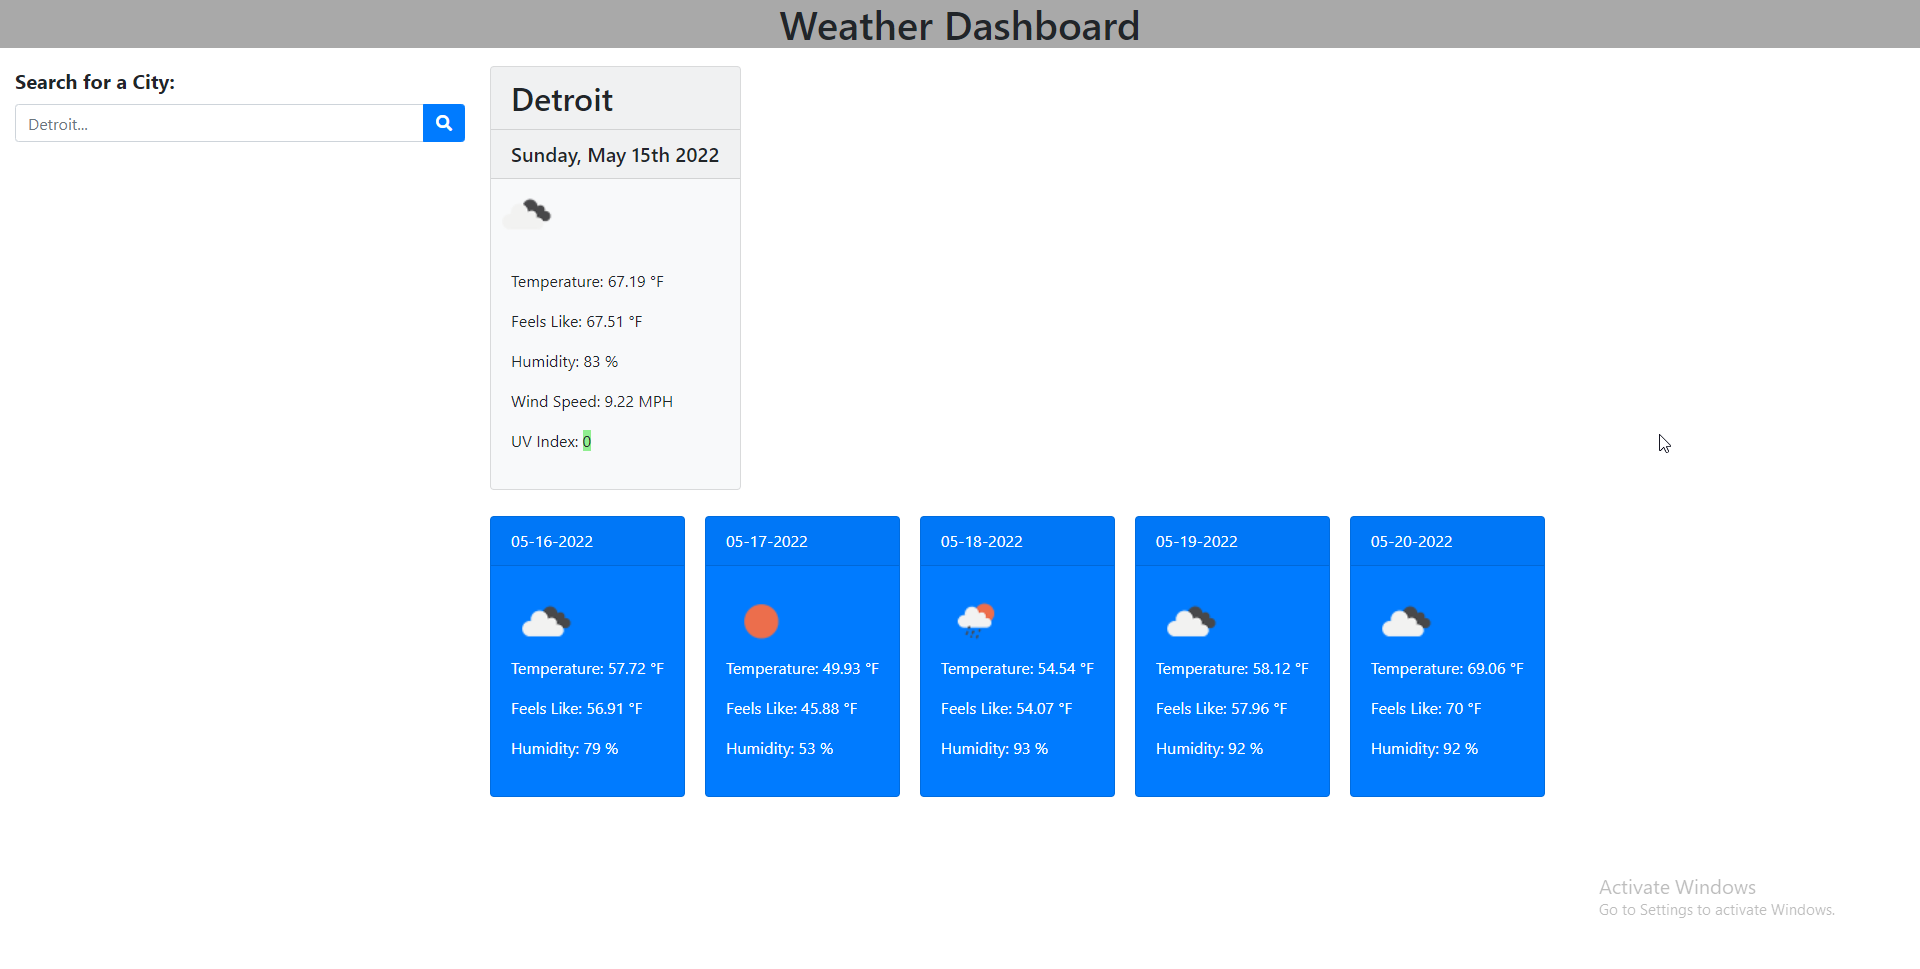 Weather Dashboard
Search for a City:
Detroit...
Detroit
Sunday, May 15th 2022
Temperature: 67.19 °F
Feels Like: 67.51 °F
Humidity: 83 %
Wind Speed: 9.22 MPH
UV Index: 0
05-16-2022
Temperature: 57.72 °F
Feels Like: 56.91 °F
Humidity: 79 %
05-17-2022
Temperature: 49.93 °F
Feels Like: 45.88 °F
Humidity: 53 %
05-18-2022
Temperature: 54.54 °F
Feels Like: 54.07 °F
Humidity: 93 %
05-19-2022
Temperature: 58.12 °F
Feels Like: 57.96 °F
Humidity: 92 %
05-20-2022
Temperature: 69.06 °F
Feels Like: 70 °F
Humidity: 92 %
Activate Windows
Go to Settings to activate Windows.